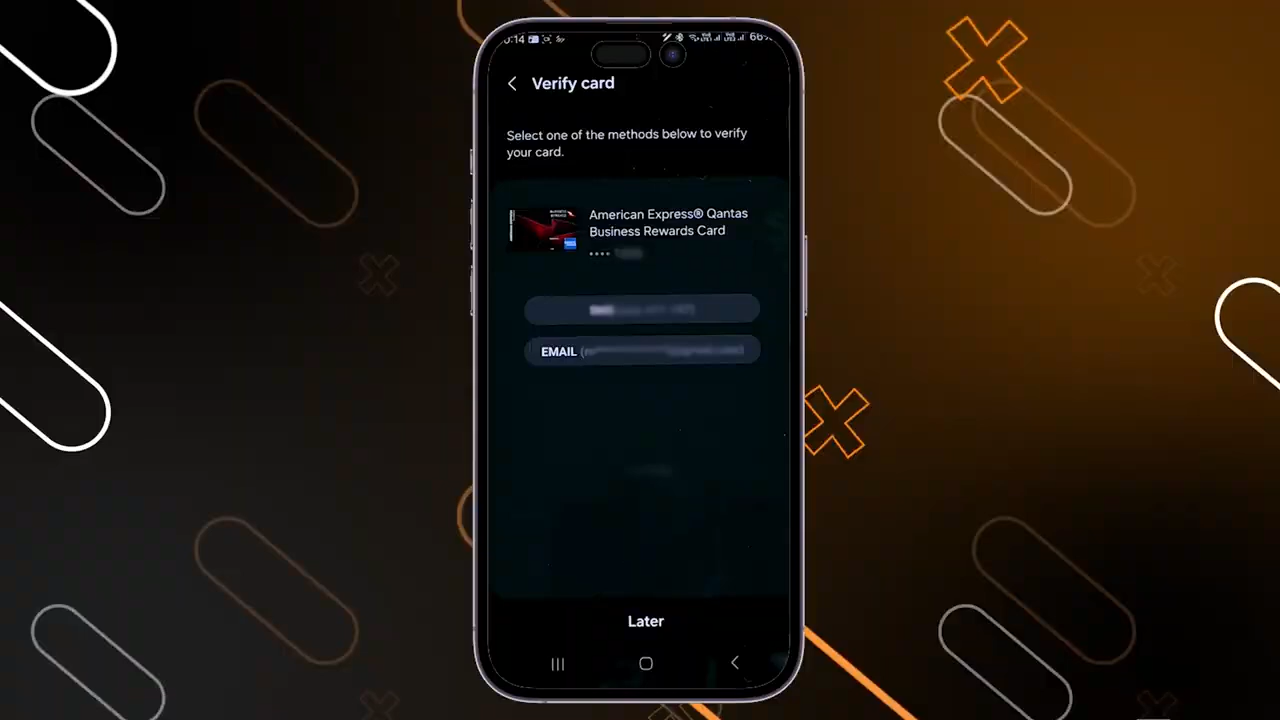 66%
Verify card
Select one of the methods below to verify
your card.
American Express® Qantas
Business Rewards Card
EMAIL
Later